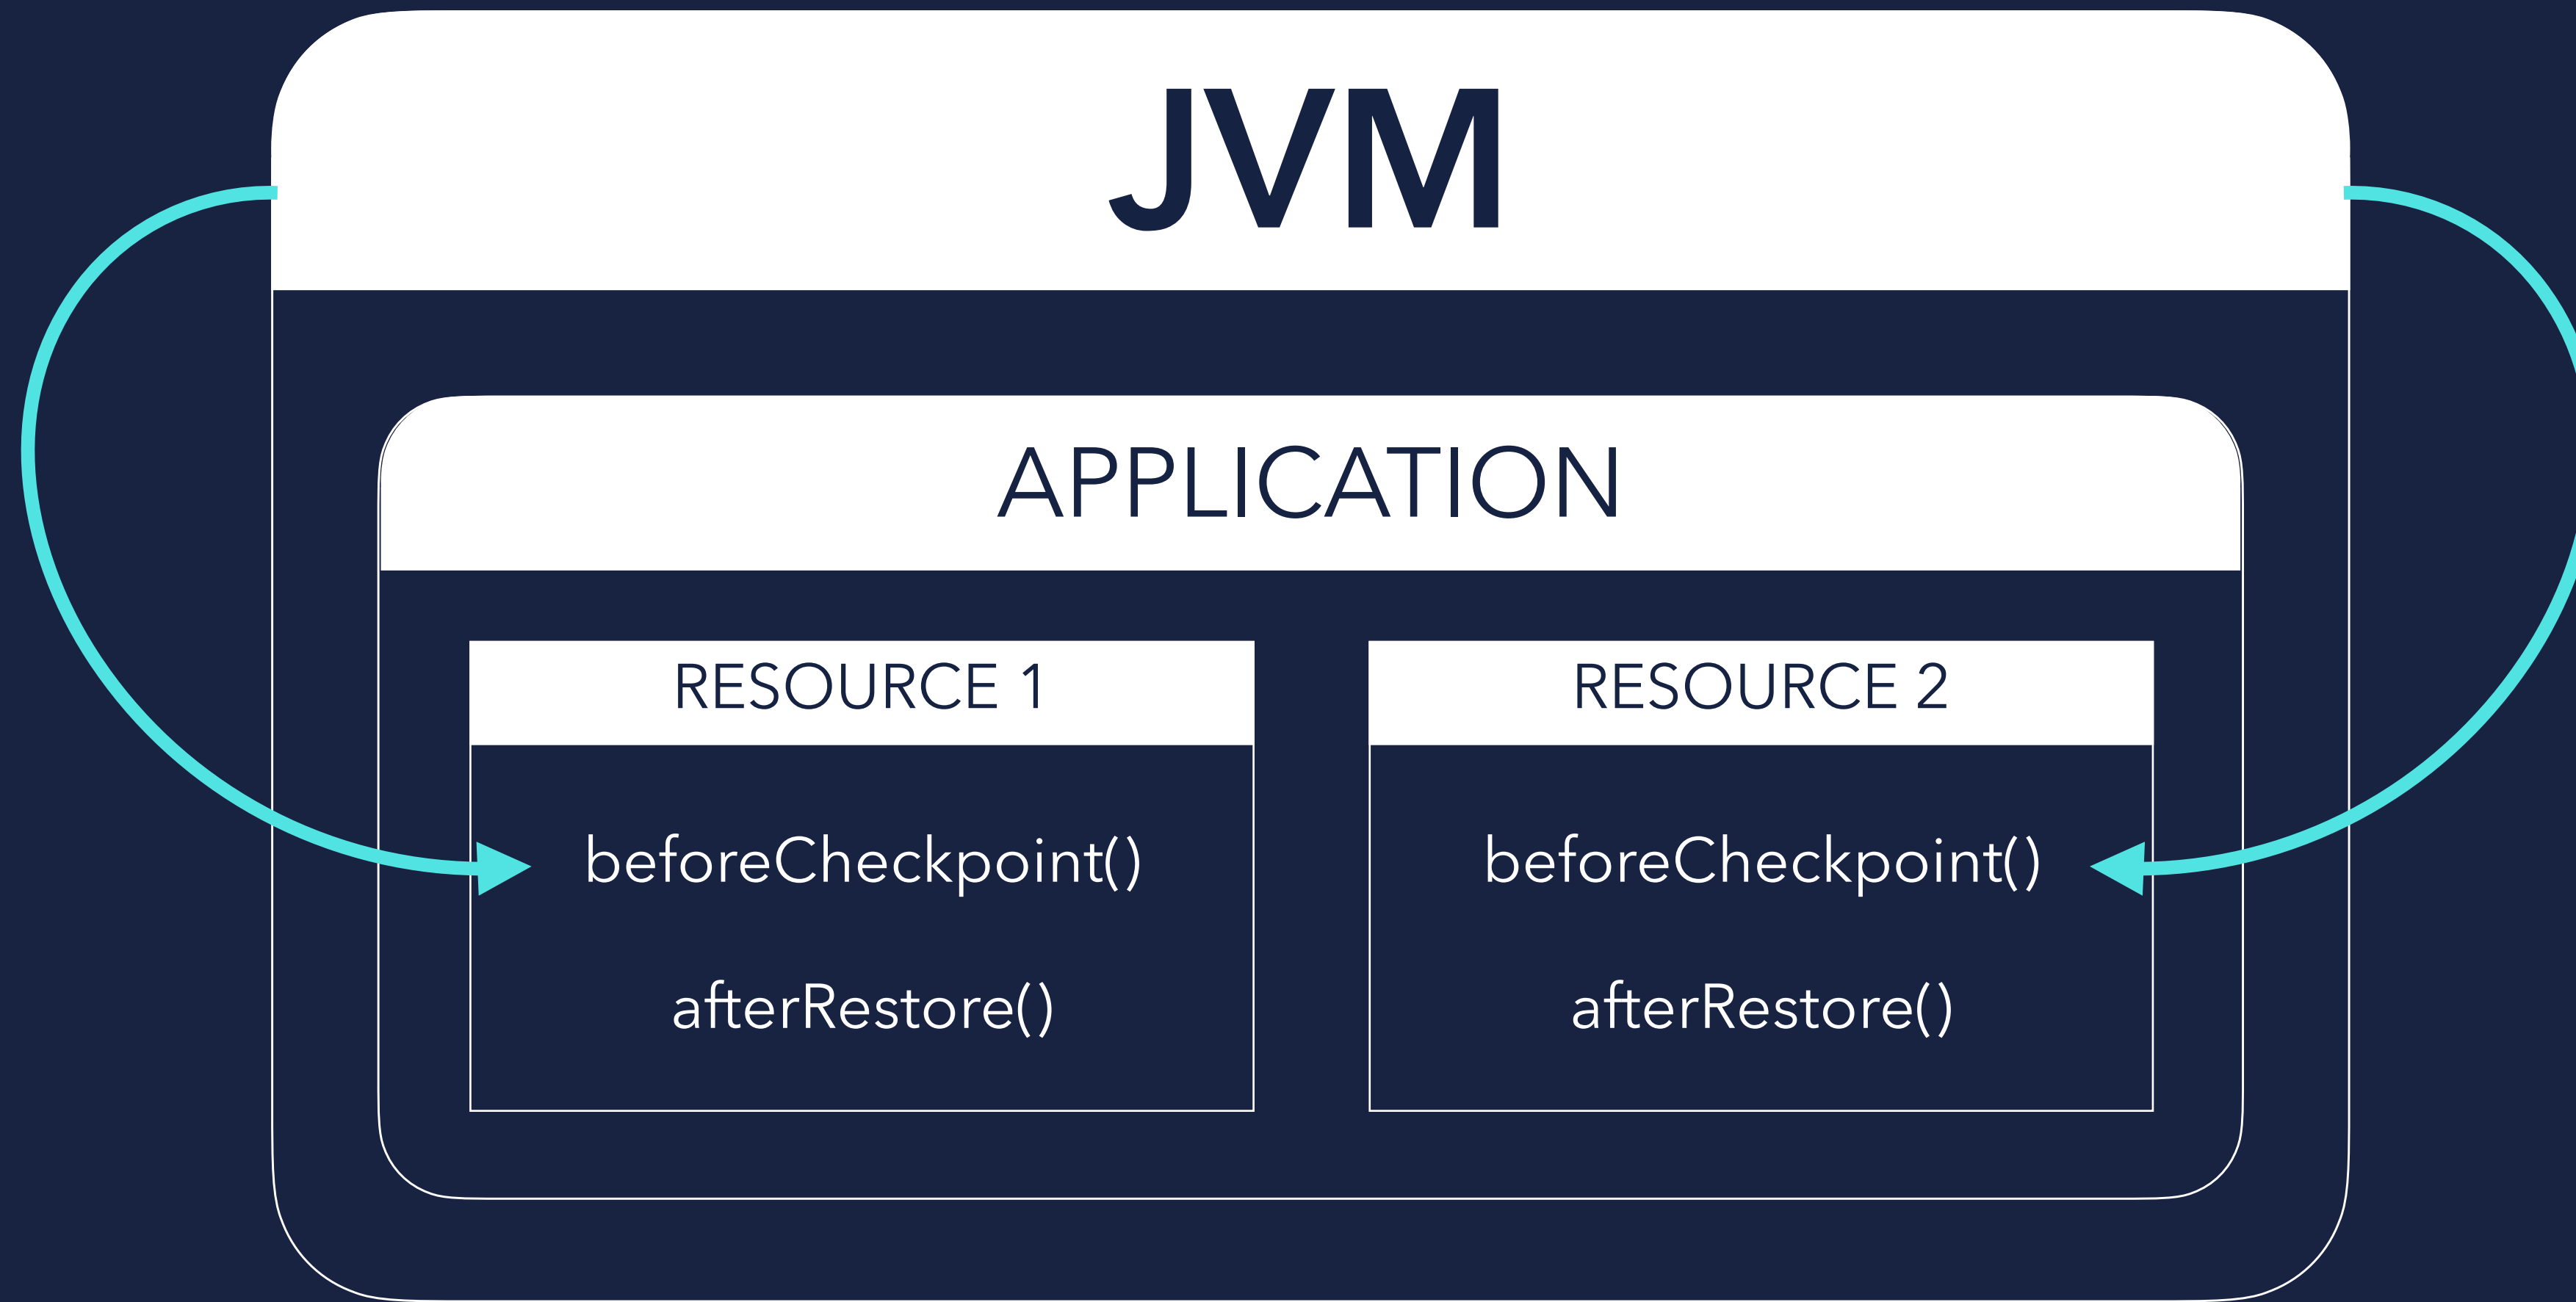 JVM
APPLICATION
RESOURCE 1
beforeCheckpoint()
afterRestore()
RESOURCE 2
beforeCheckpoint()
afterRestore()